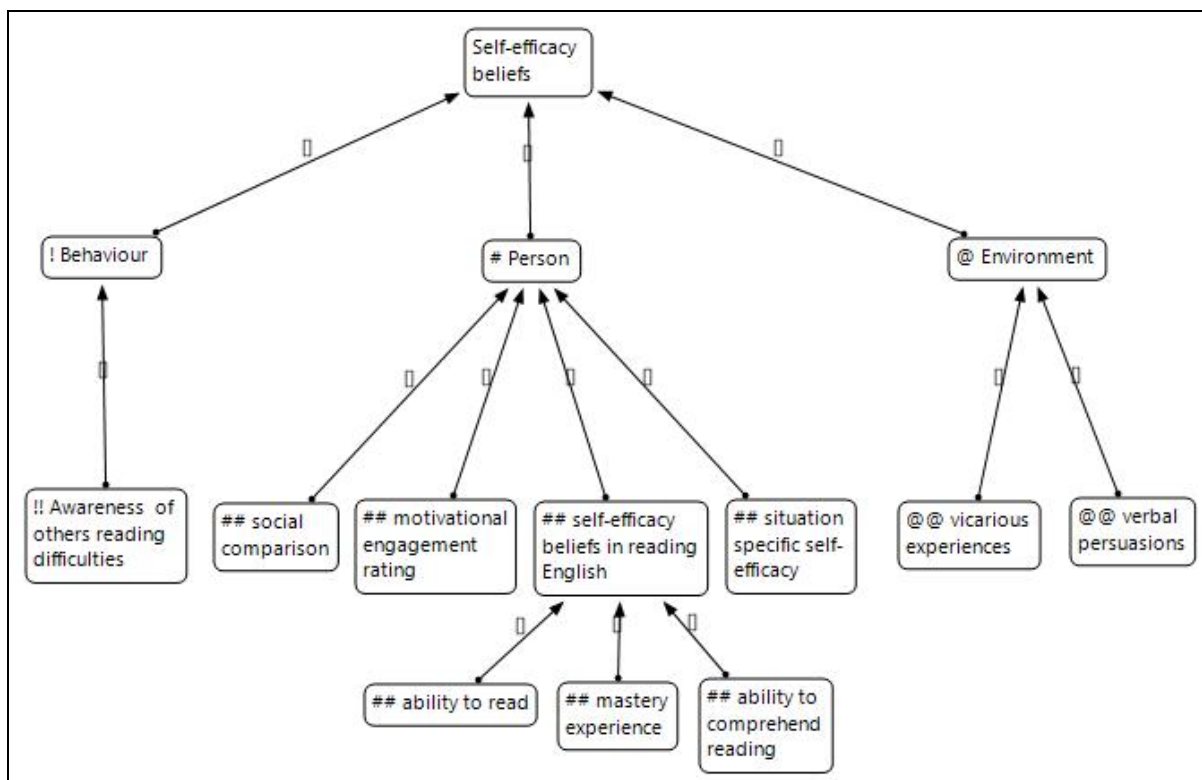 Self-efficacy
beliefs
! Behaviour
# Person
@ Environment
!! Awareness of
others reading
difficulties
## social
comparison
## motivational
engagement
rating
## self-efficacy
beliefs in reading
English
## situation
specific self-
efficacy
@@ vicarious
experiences
@@ verbal
persuasions
## ability to read
## mastery
experience
## ability to
comprehend
reading